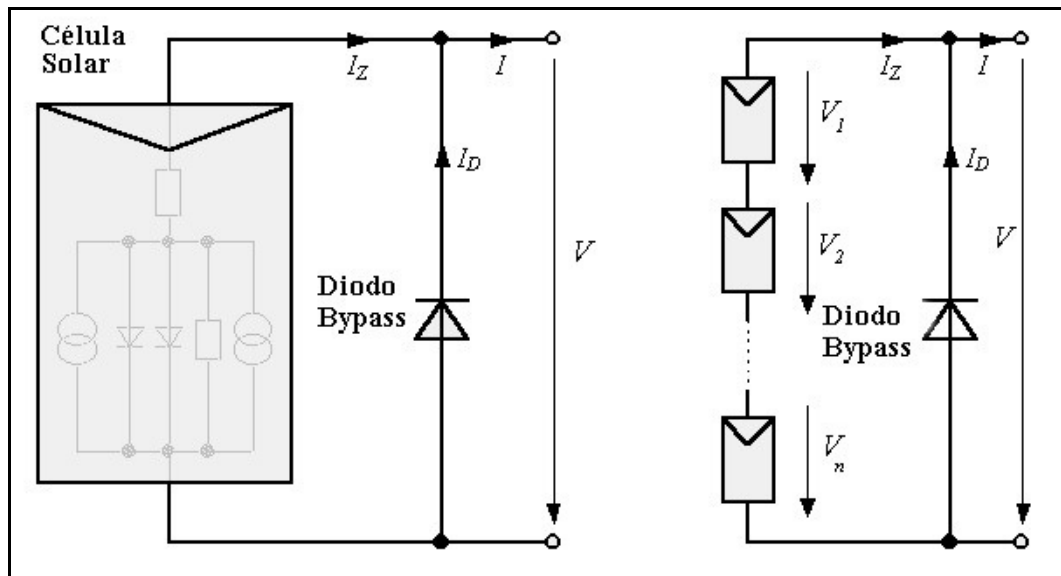 Célula
Solar
I_Z
I
I_D
V
Diodo
Bypass
I_Z
I
V_1
I_D
V_2
V
Diodo
Bypass
V_n